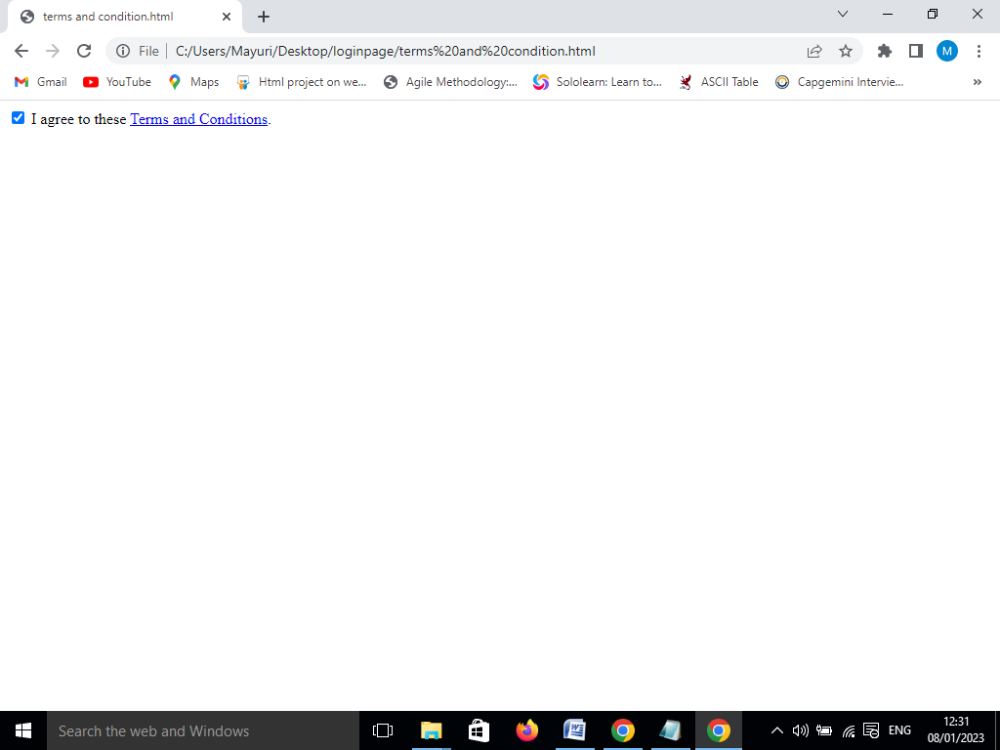 terms and condition.html
File C:/Users/Mayuri/Desktop/loginpage/terms%20and%20condition.html M
Gmail YouTube Maps Html project on we... Agile Methodology:... Sololearn: Learn to... ASCII Table Capgemini Intervie... »
I agree to these Terms and Conditions.
Search the web and Windows ENG 12:31
08/01/2023